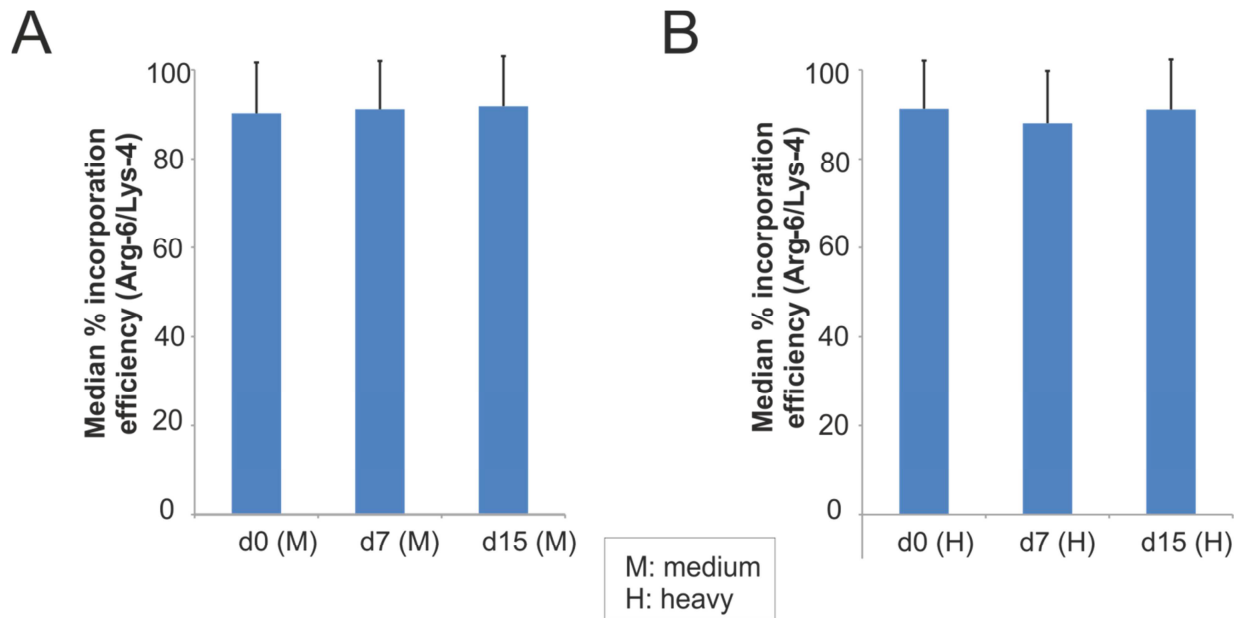 A
Median % incorporation
efficiency (Arg-6/Lys-4)
100
80
60
40
20
0
d0 (M) d7 (M) d15 (M)
B
Median % incorporation
efficiency (Arg-6/Lys-4)
100
80
60
40
20
0
d0 (H) d7 (H) d15 (H)
M: medium
H: heavy